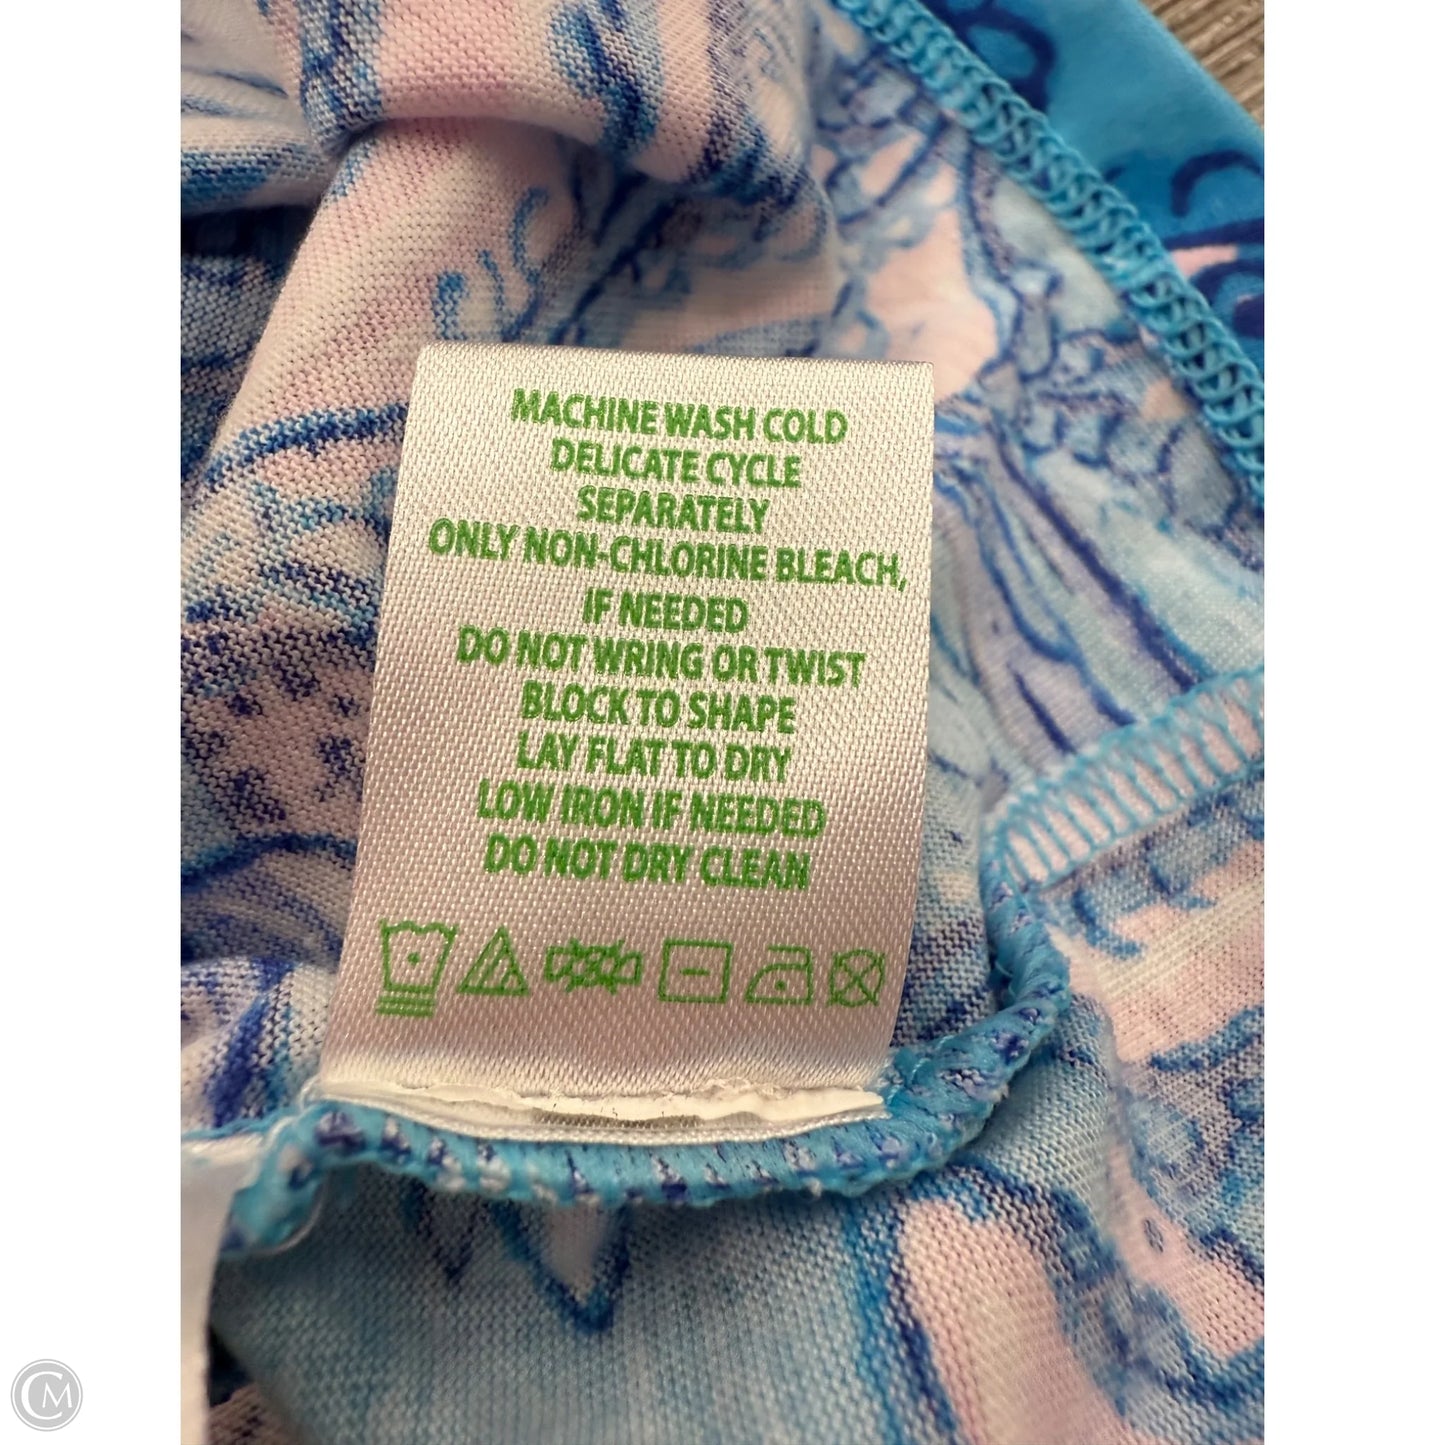 MACHINE WASH COLD
DELICATE CYCLE
SEPARATELY
ONLY NON-CHLORINE BLEACH,
IF NEEDED
DO NOT WRING OR TWIST
BLOCK TO SHAPE
LAY FLAT TO DRY
LOW IRON IF NEEDED
DO NOT DRY CLEAN
CM